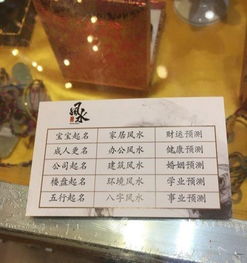 风水
宝宝起名 家居风水 财运预测
成人更名 办公风水 健康预测
公司起名 建筑风水 婚姻预测
楼盘起名 环境风水 学业预测
五行起名 八字风水 事业预测